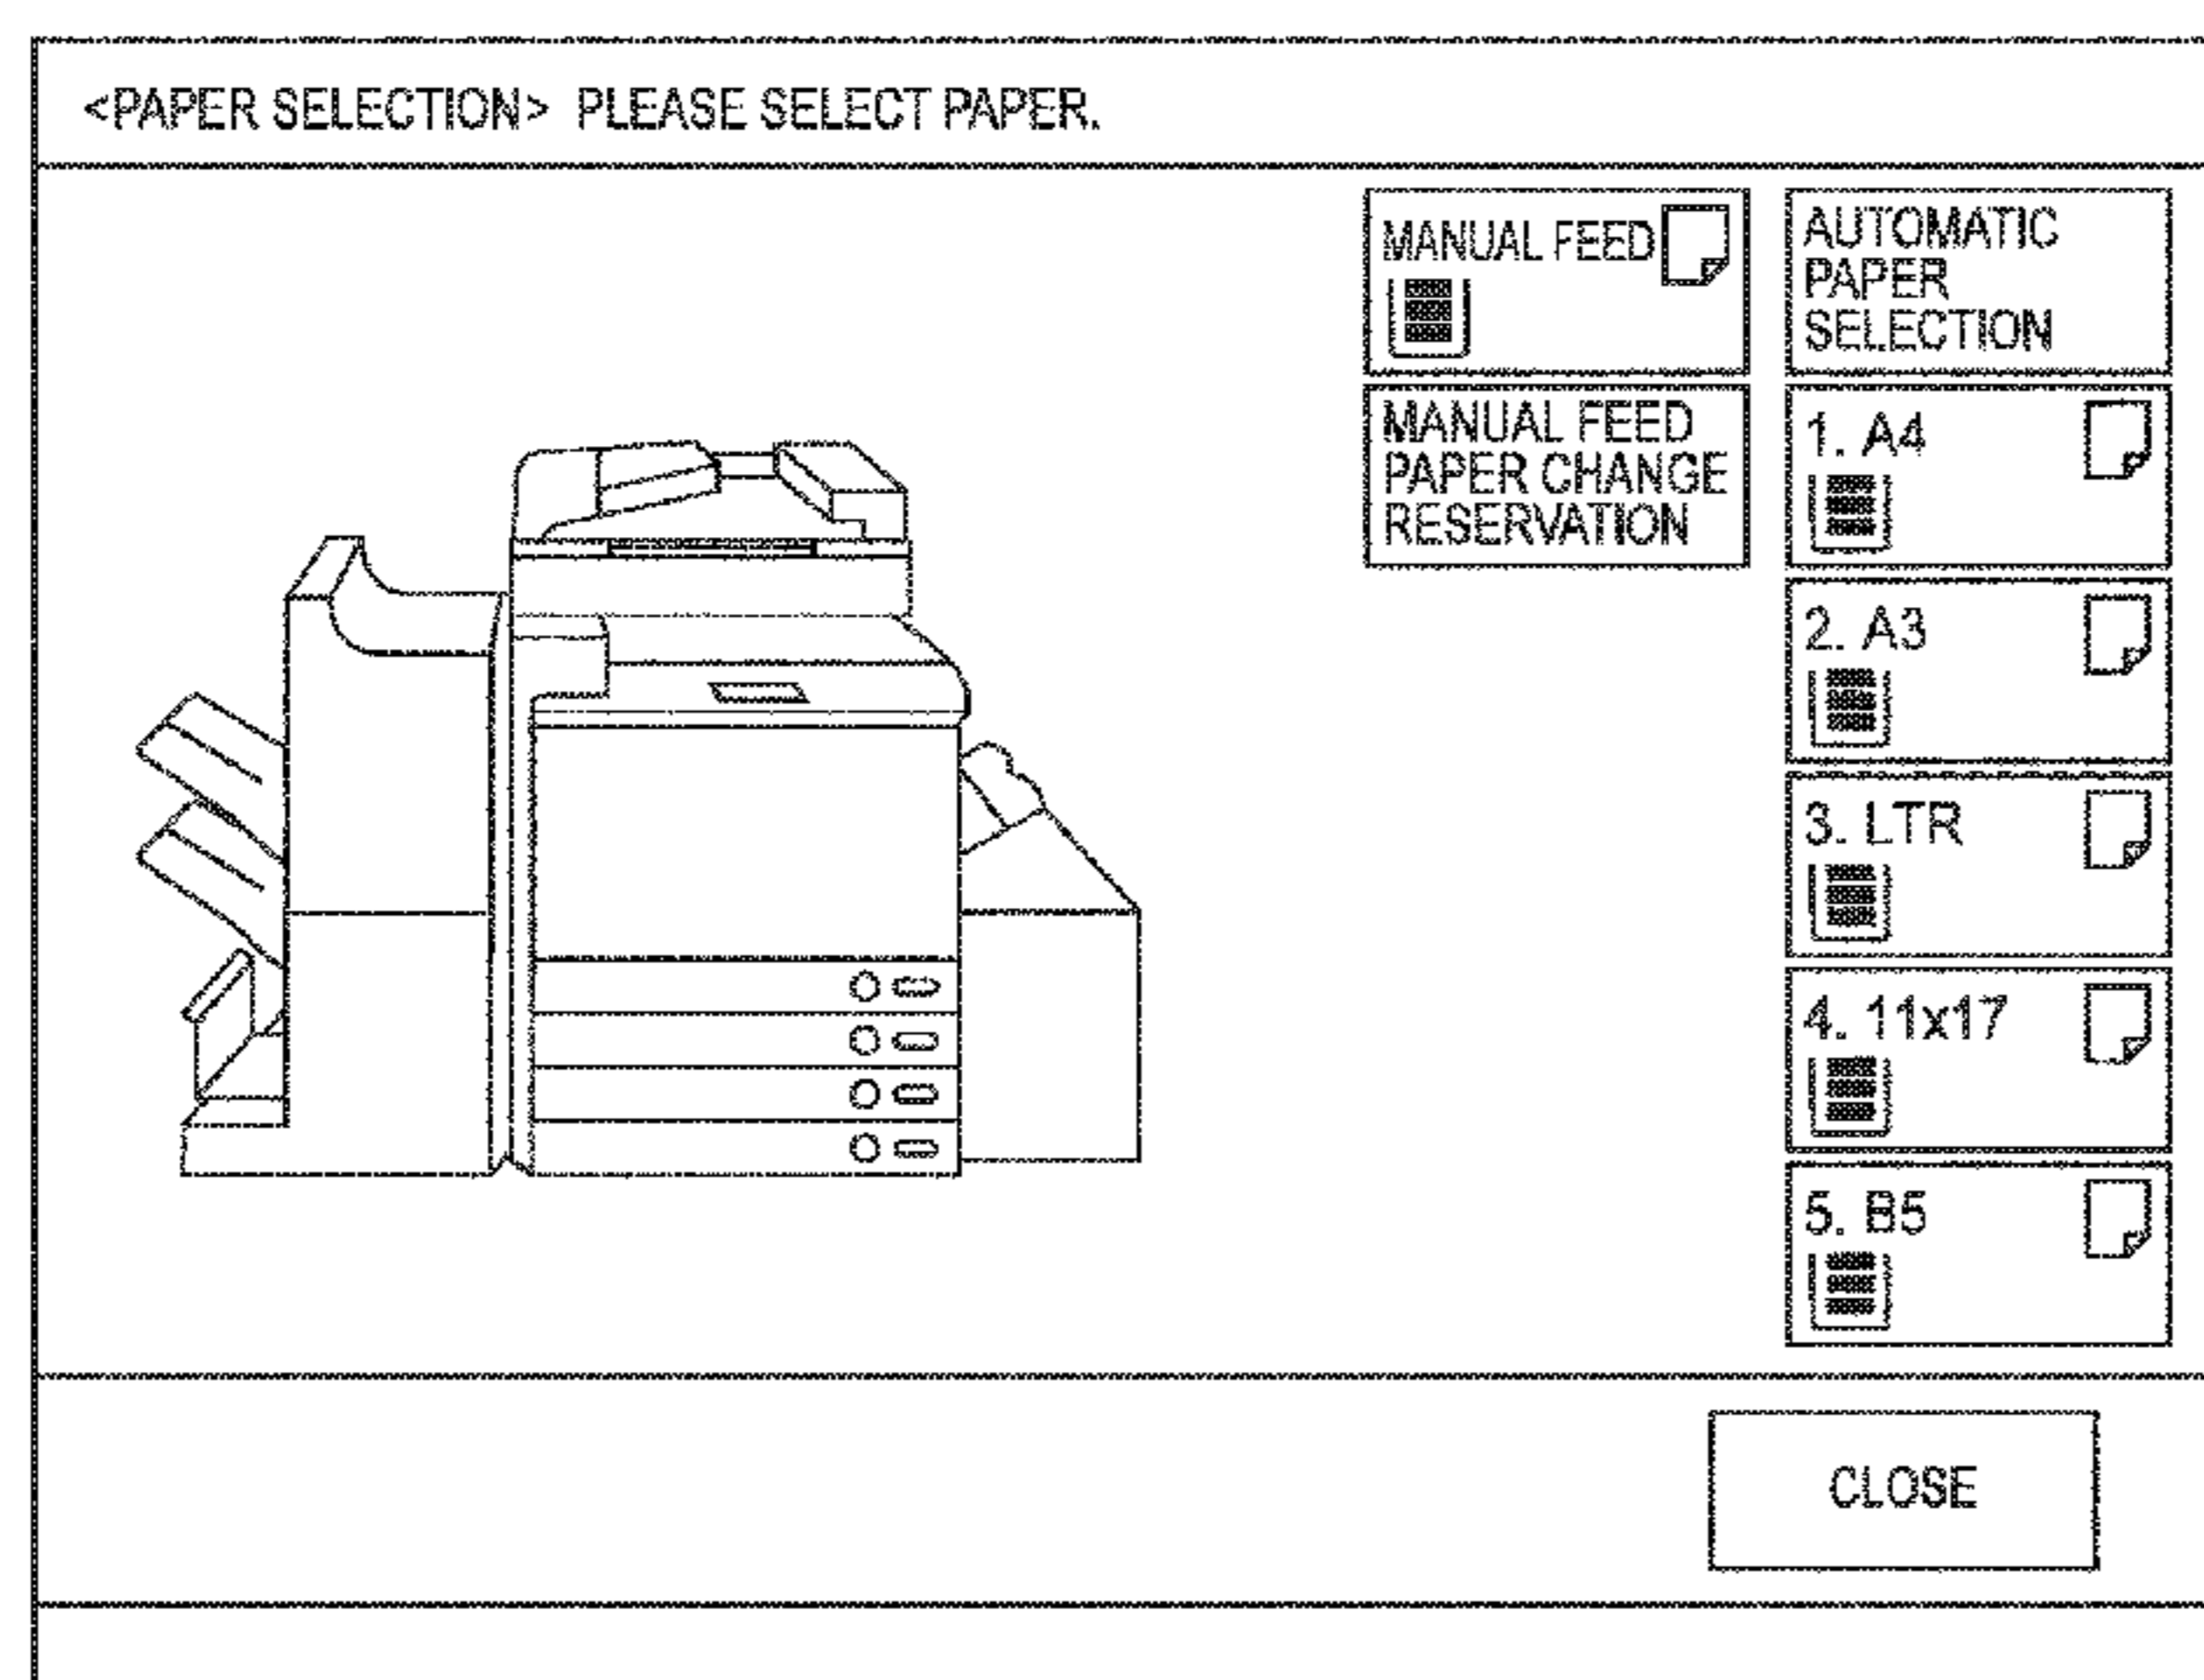 <PAPER SELECTION> PLEASE SELECT PAPER.
MANUAL FEED
MANUAL FEED
PAPER CHANGE
RESERVATION
AUTOMATIC
PAPER
SELECTION
1. A4
2. A3
3. LTR
4. 11x17
5. B5
CLOSE